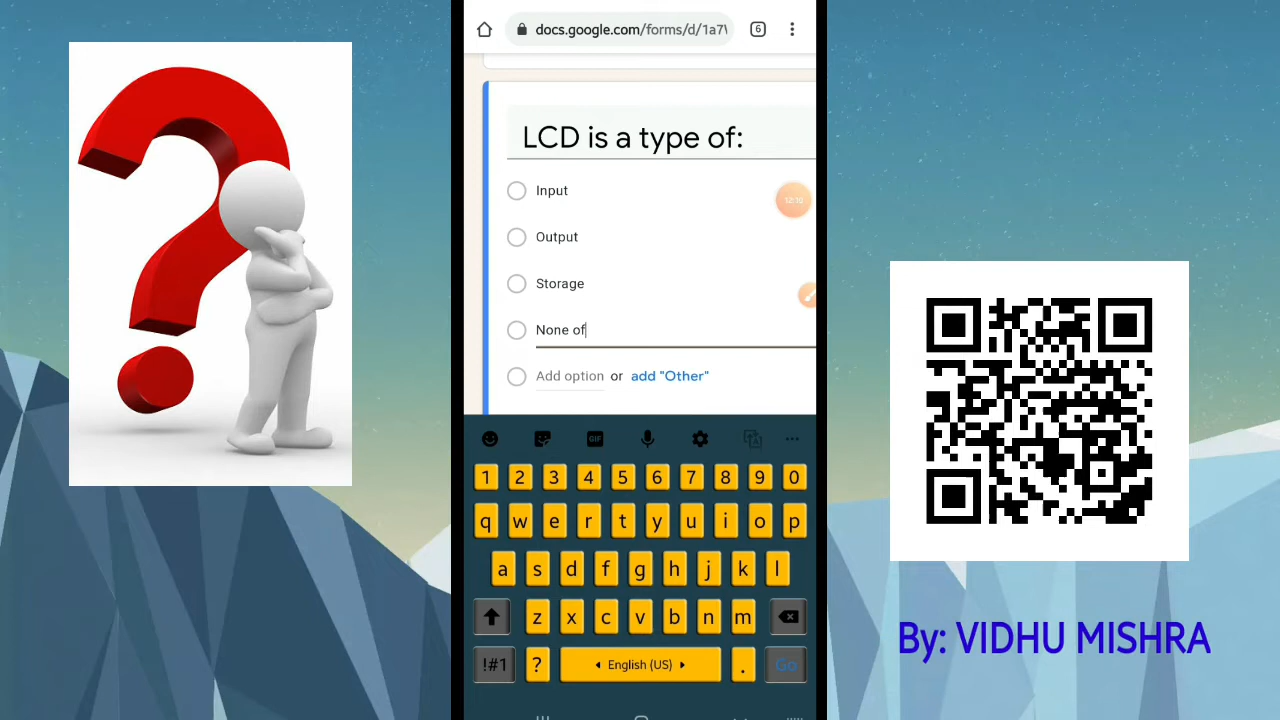 docs.google.com/forms/d/1a7
6
LCD is a type of:
Input
Output
Storage
None of
Add option or add "Other"
GIF
1 2 3 4 5 6 7 8 9 0
q w e r t y u i o p
a s d f g h j k l
z x c v b n m
!#1 ? English (US) . Go
By: VIDHU MISHRA